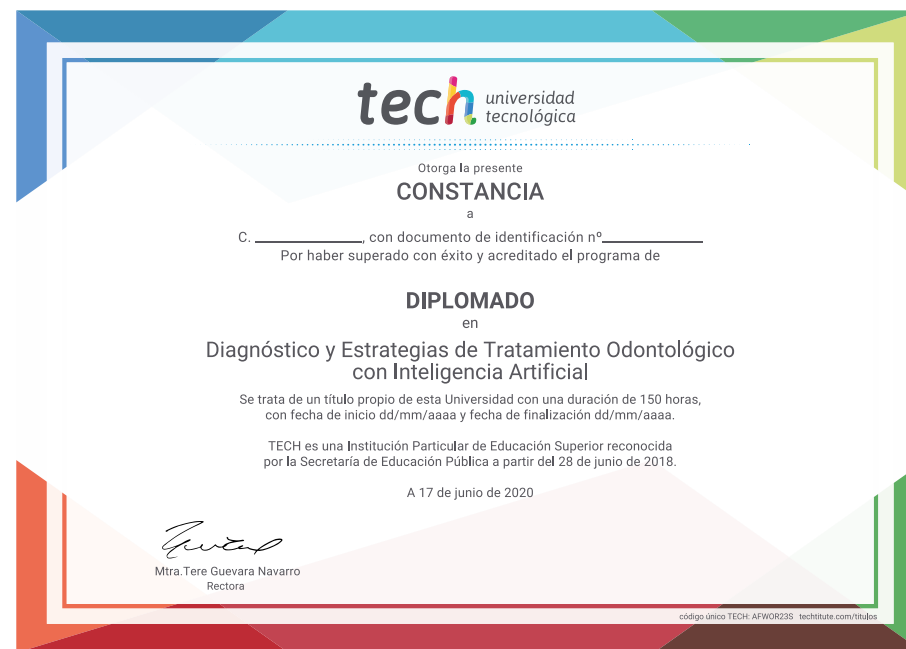 tech universidad
tecnológica
Otorga la presente
CONSTANCIA
a
C. ____________, con documento de identificación nº____________
Por haber superado con éxito y acreditado el programa de
DIPLOMADO
en
Diagnóstico y Estrategias de Tratamiento Odontológico
con Inteligencia Artificial
Se trata de un título propio de esta Universidad con una duración de 150 horas,
con fecha de inicio dd/mm/aaaa y fecha de finalización dd/mm/aaaa.
TECH es una Institución Particular de Educación Superior reconocida
por la Secretaría de Educación Pública a partir del 28 de junio de 2018.
A 17 de junio de 2020
Mtra.Tere Guevara Navarro
Rectora
código único TECH: AFWOR23S techtitute.com/titulos